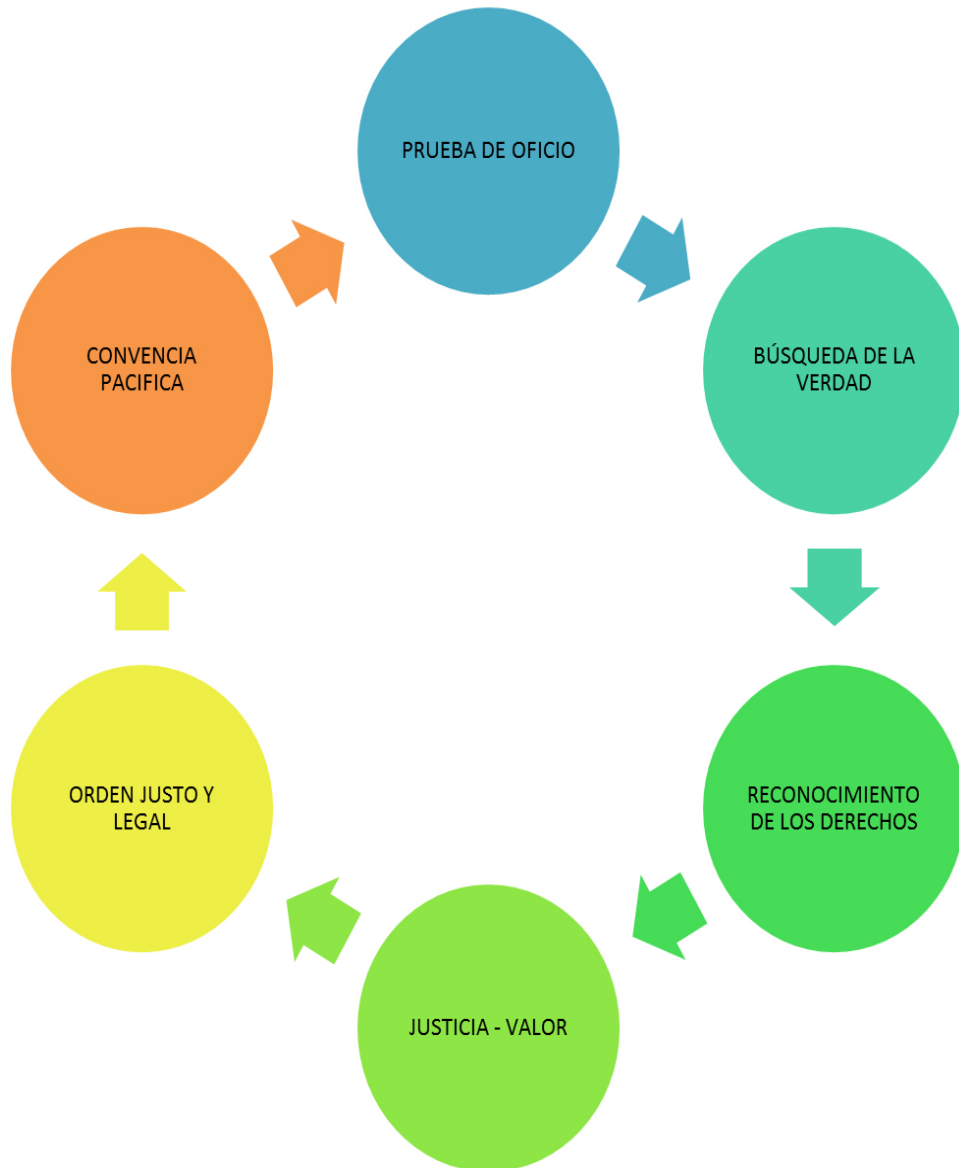 PRUEBA DE OFICIO
BÚSQUEDA DE LA
VERDAD
RECONOCIMIENTO
DE LOS DERECHOS
JUSTICIA - VALOR
ORDEN JUSTO Y
LEGAL
CONVENCIA
PACIFICA